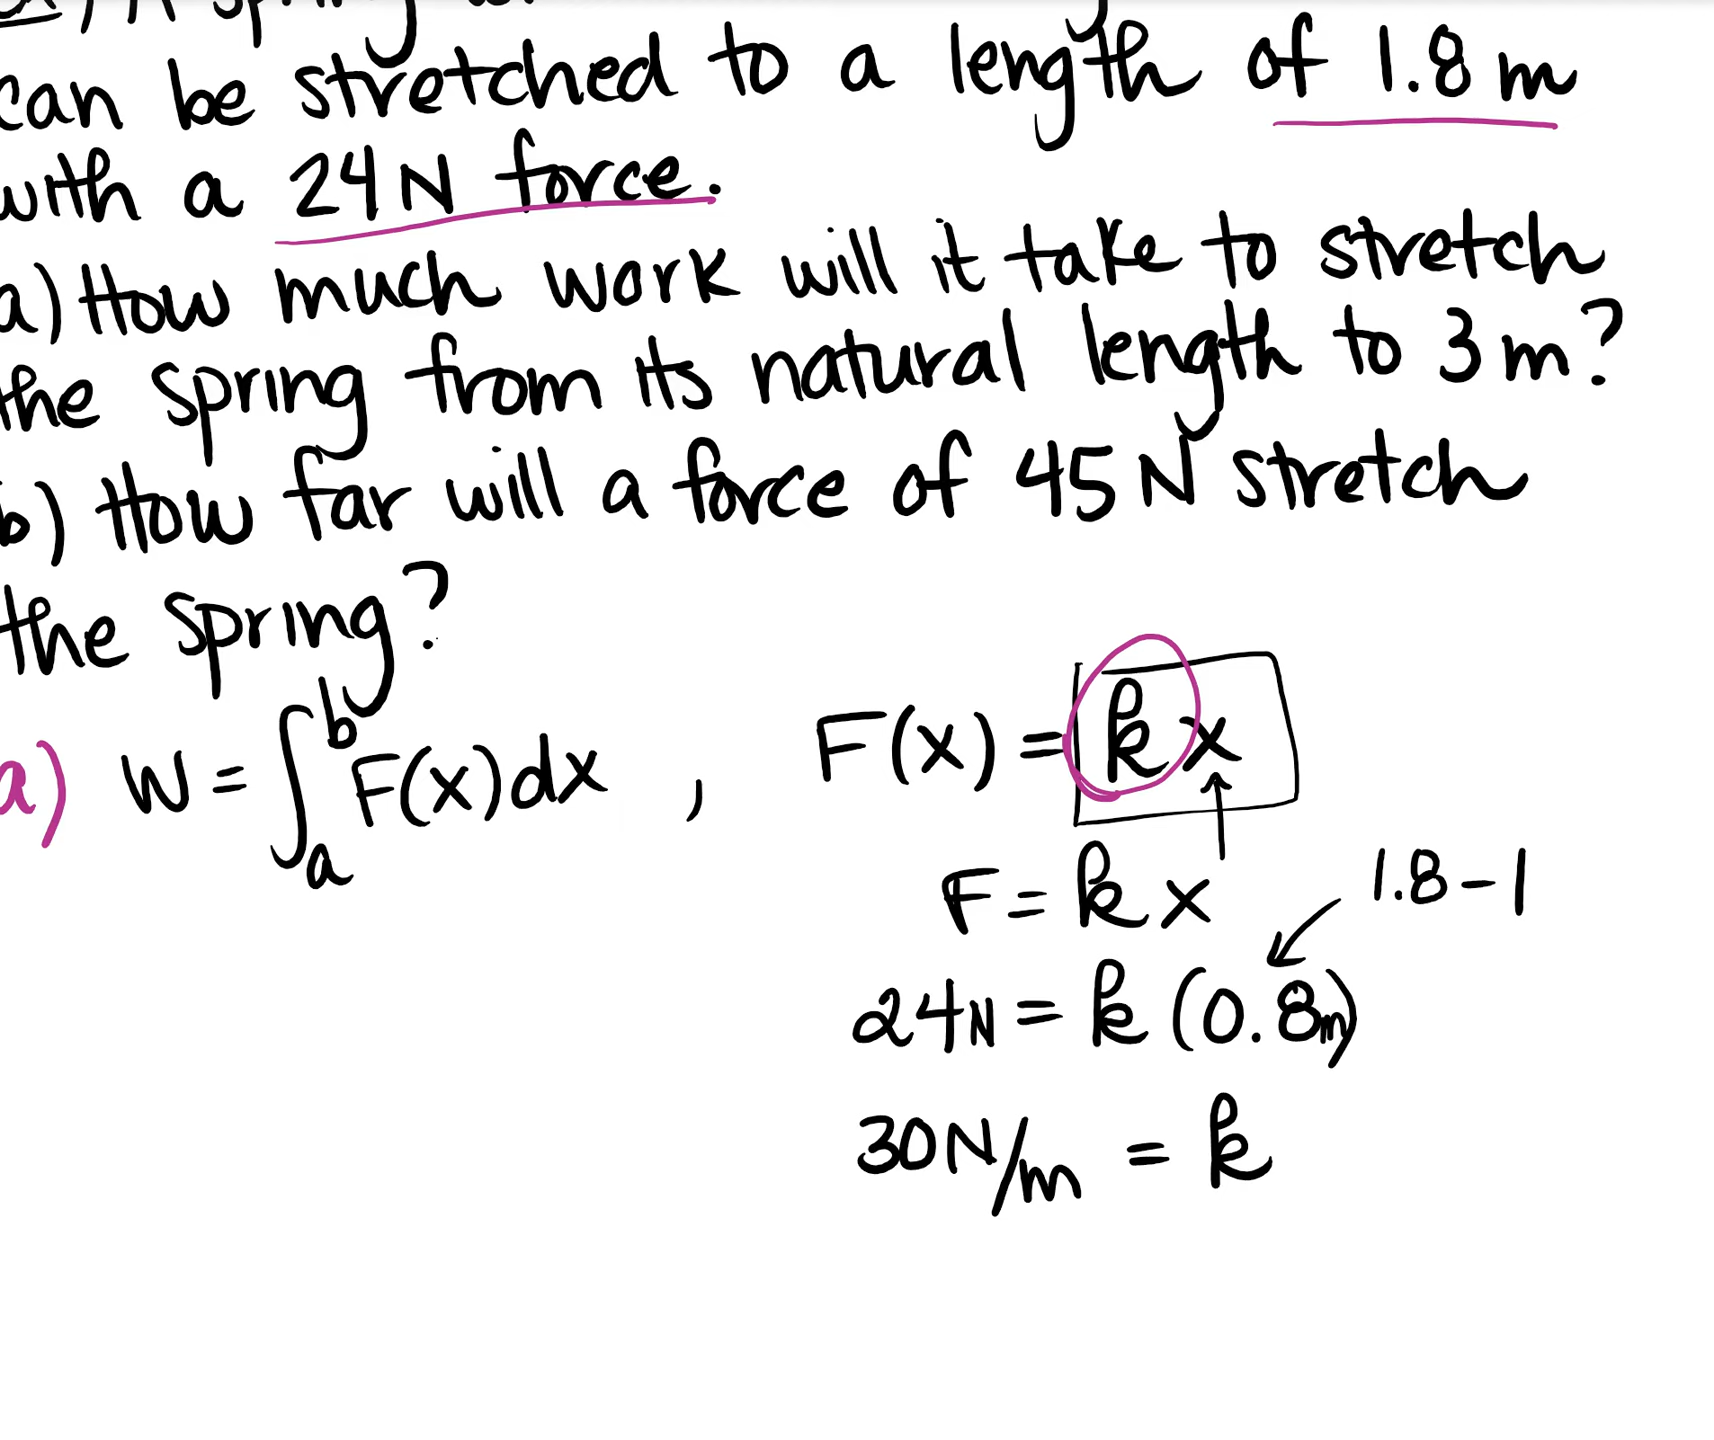 can be stretched to a length of 1.8 m
with a 24N force.
a) How much work will it take to stretch
the spring from its natural length to 3 m?
b) How far will a force of 45 N stretch
the spring?
a) W = ∫_a^b F(x) dx , F(x) = kx
F = kx
1.8 - 1
24N = k (0.8m)
30N/m = k